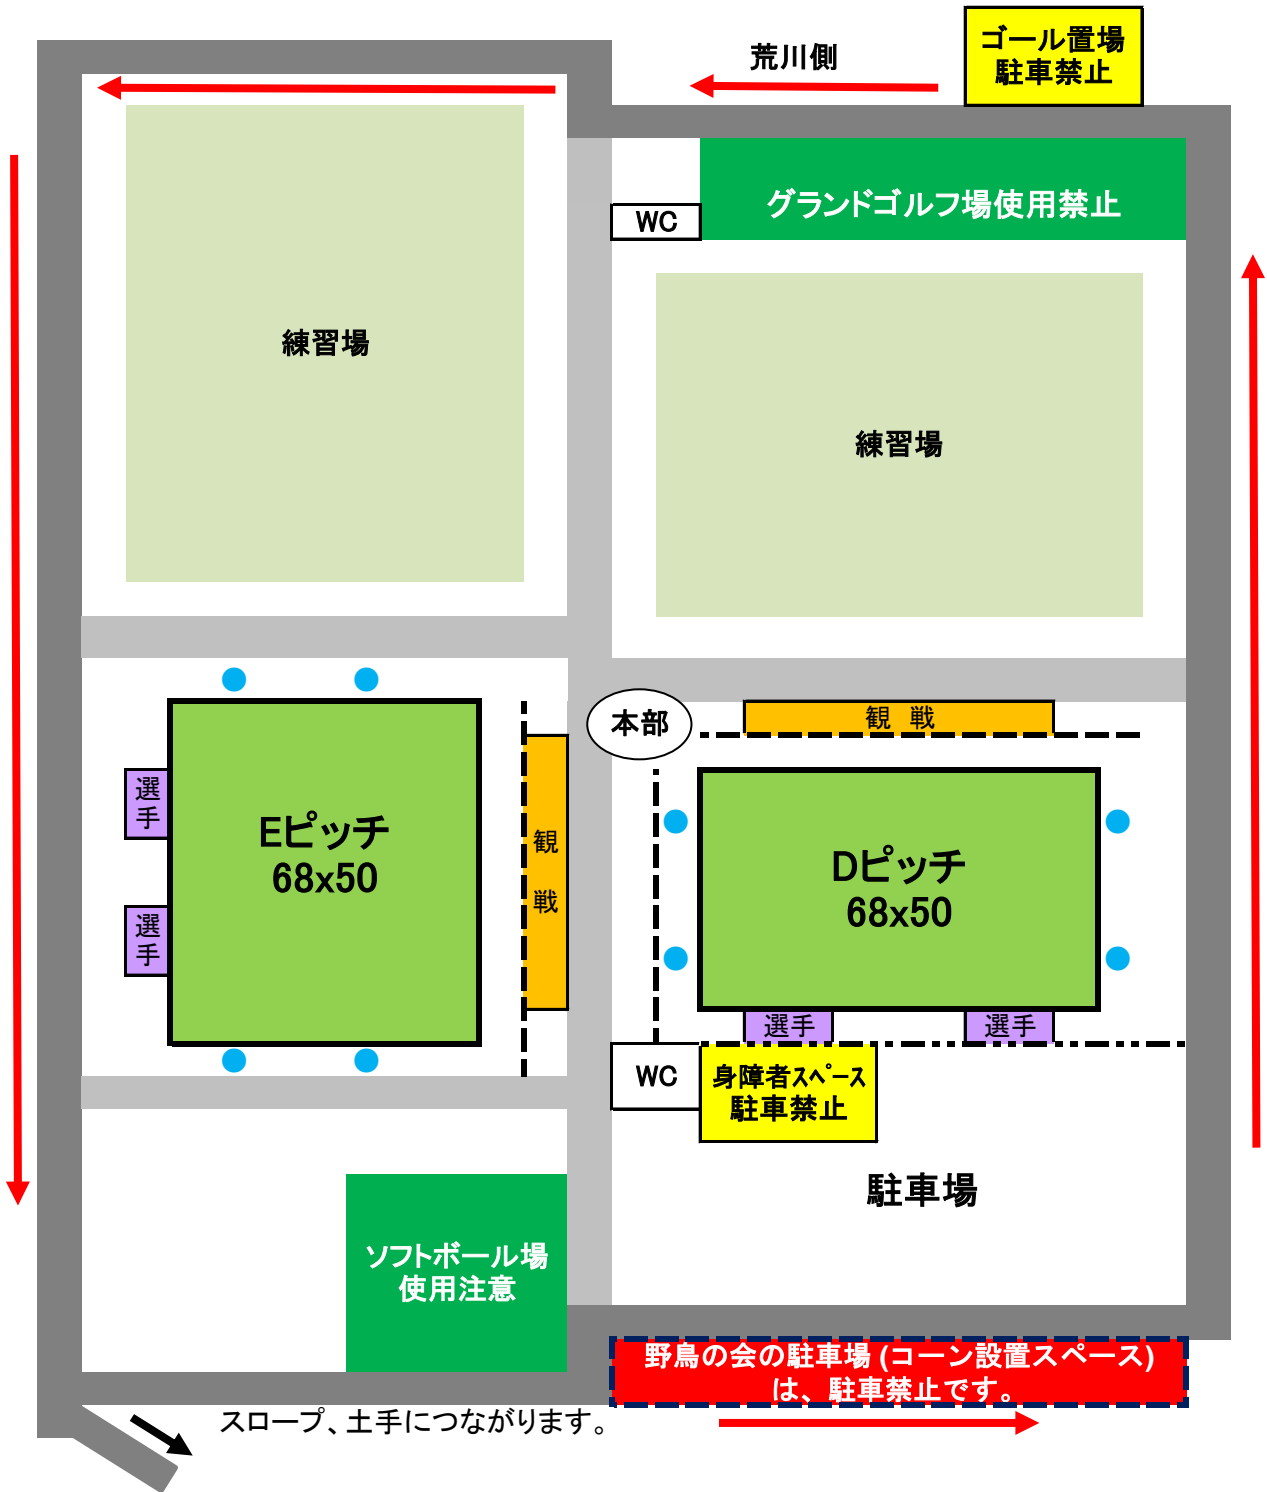 ゴール置場
駐車禁止
荒川側
グランドゴルフ場使用禁止
WC
練習場
練習場
本部
観　戦
選
手
Eピッチ
68x50
観
戦
選
手
Dピッチ
68x50
選手
選手
WC
身障者スペース
駐車禁止
駐車場
ソフトボール場
使用注意
野鳥の会の駐車場 (コーン設置スペース)
は、駐車禁止です。
スロープ、土手につながります。